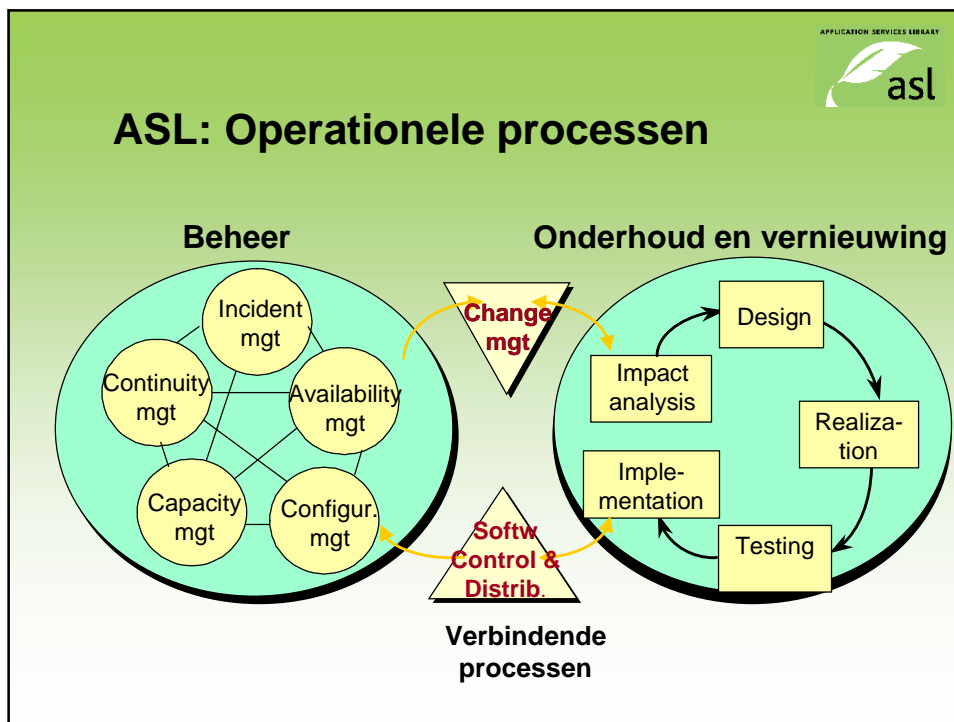 APPLICATION SERVICES LIBRARY
asl
ASL: Operationele processen
Beheer
Onderhoud en vernieuwing
Incident
mgt
Continuity
mgt
Availability
mgt
Capacity
mgt
Configur.
mgt
Change
mgt
Softw
Control &
Distrib.
Verbindende
processen
Design
Impact
analysis
Realiza-
tion
Imple-
mentation
Testing